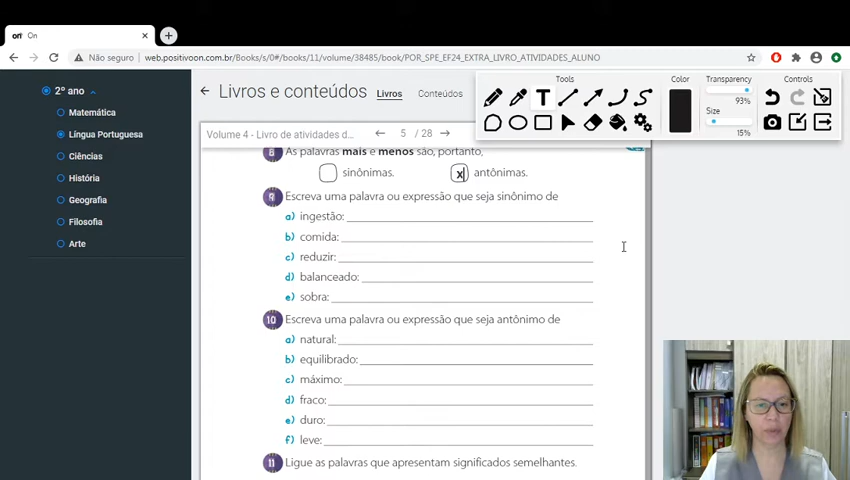 on On
Não seguro
web.positivoon.com.br/Books/s/0#/books/11/volume/38485/book/POR_SPE_EF24_EXTRA_LIVRO_ATIVIDADES_ALUNO
2º ano
Matemática
Língua Portuguesa
Ciências
História
Geografia
Filosofia
Arte
Livros e conteúdos Livros Conteúdos
Tools Color Transparency Controls
T 93%
Size
15%
Volume 4 - Livro de atividades d... 5 / 28
8 As palavras mais e menos são, portanto,
sinônimas. x antônimas.
9 Escreva uma palavra ou expressão que seja sinônimo de
a) ingestão:
b) comida:
c) reduzir:
d) balanceado:
e) sobra:
10 Escreva uma palavra ou expressão que seja antônimo de
a) natural:
b) equilibrado:
c) máximo:
d) fraco:
e) duro:
f) leve:
11 Ligue as palavras que apresentam significados semelhantes.